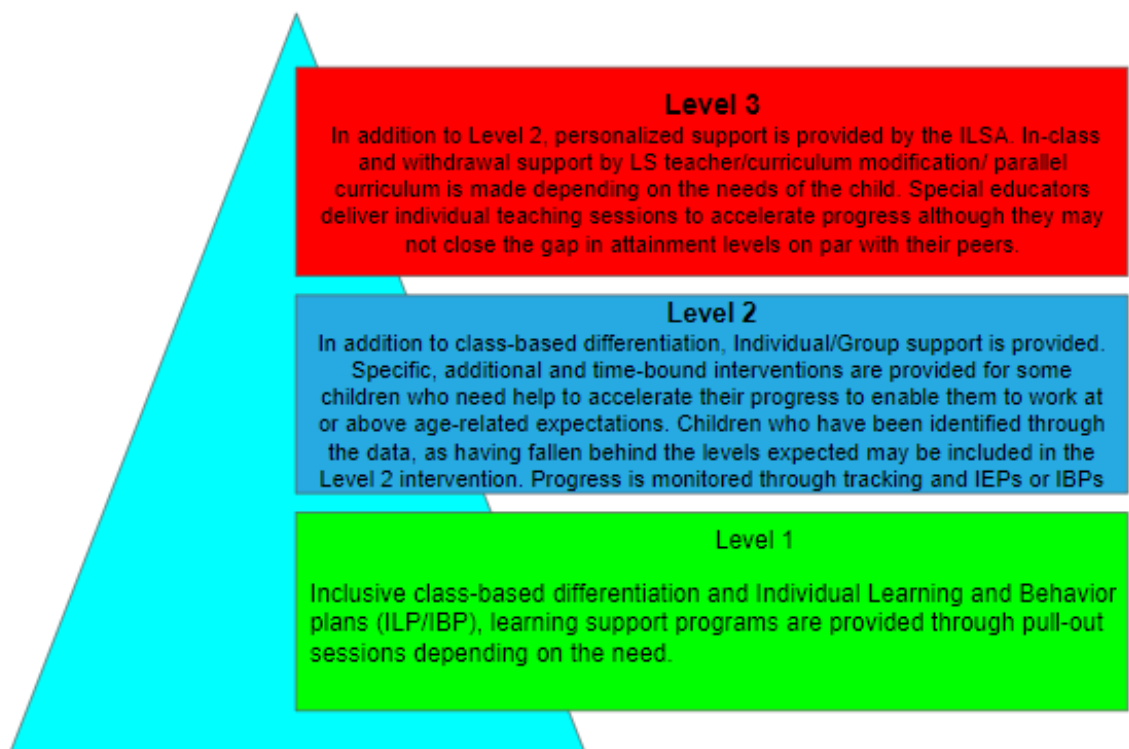 Level 3
In addition to Level 2, personalized support is provided by the ILSA. In-class
and withdrawal support by LS teacher/curriculum modification/ parallel
curriculum is made depending on the needs of the child. Special educators
deliver individual teaching sessions to accelerate progress although they may
not close the gap in attainment levels on par with their peers.
Level 2
In addition to class-based differentiation, Individual/Group support is provided.
Specific, additional and time-bound interventions are provided for some
children who need help to accelerate their progress to enable them to work at
or above age-related expectations. Children who have been identified through
the data, as having fallen behind the levels expected may be included in the
Level 2 intervention. Progress is monitored through tracking and IEPs or IBPs
Level 1
Inclusive class-based differentiation and Individual Learning and Behavior
plans (ILP/IBP), learning support programs are provided through pull-out
sessions depending on the need.